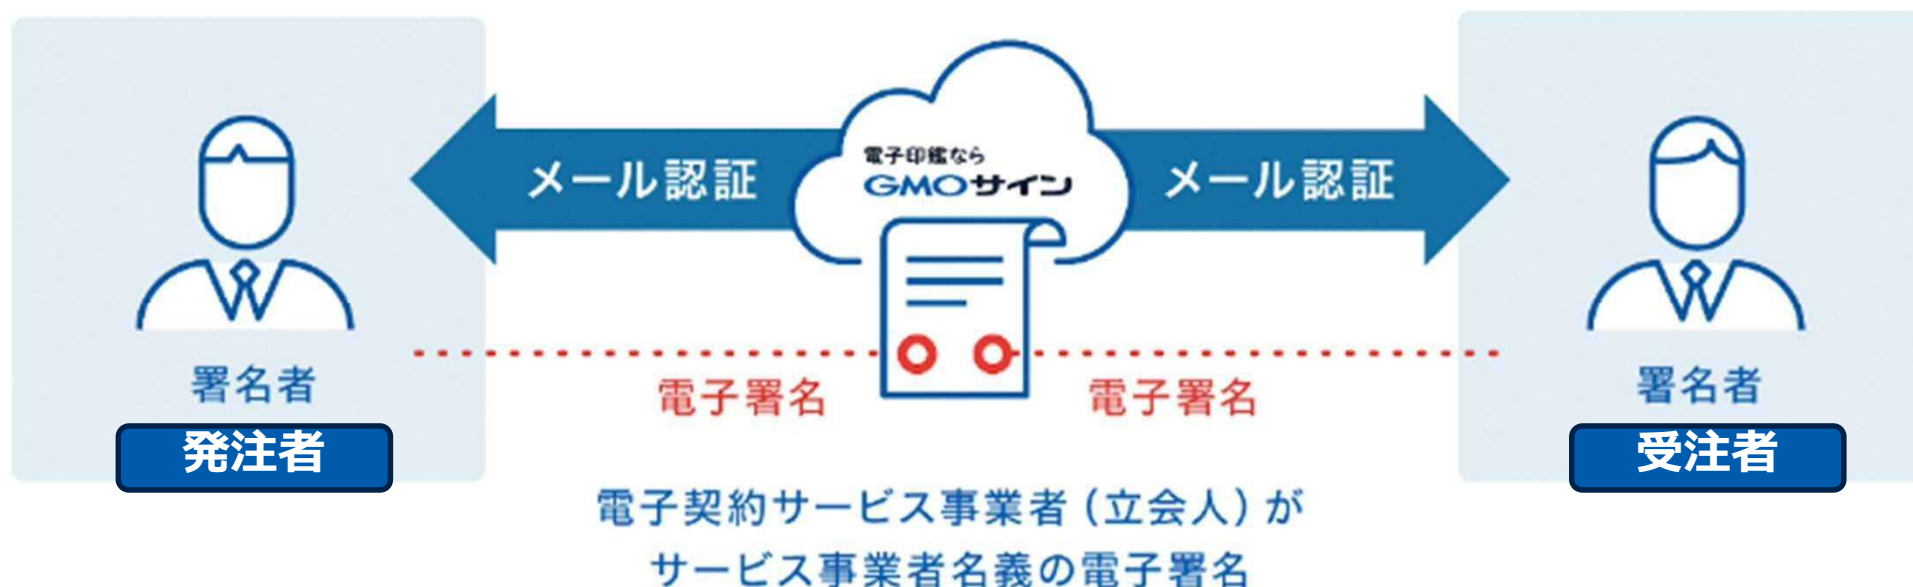 電子印鑑なら
GMOサイン
メール認証
メール認証
署名者
発注者
電子署名
電子署名
署名者
受注者
電子契約サービス事業者(立会人)が
サービス事業者名義の電子署名